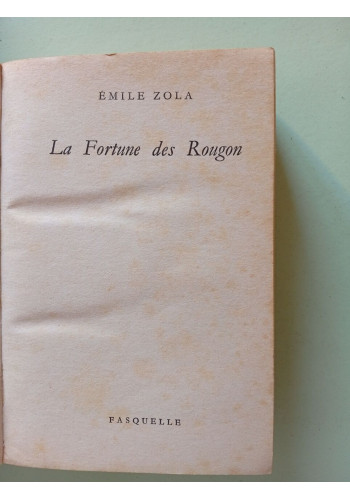 ÉMILE ZOLA
La Fortune des Rougon
FASQUELLE